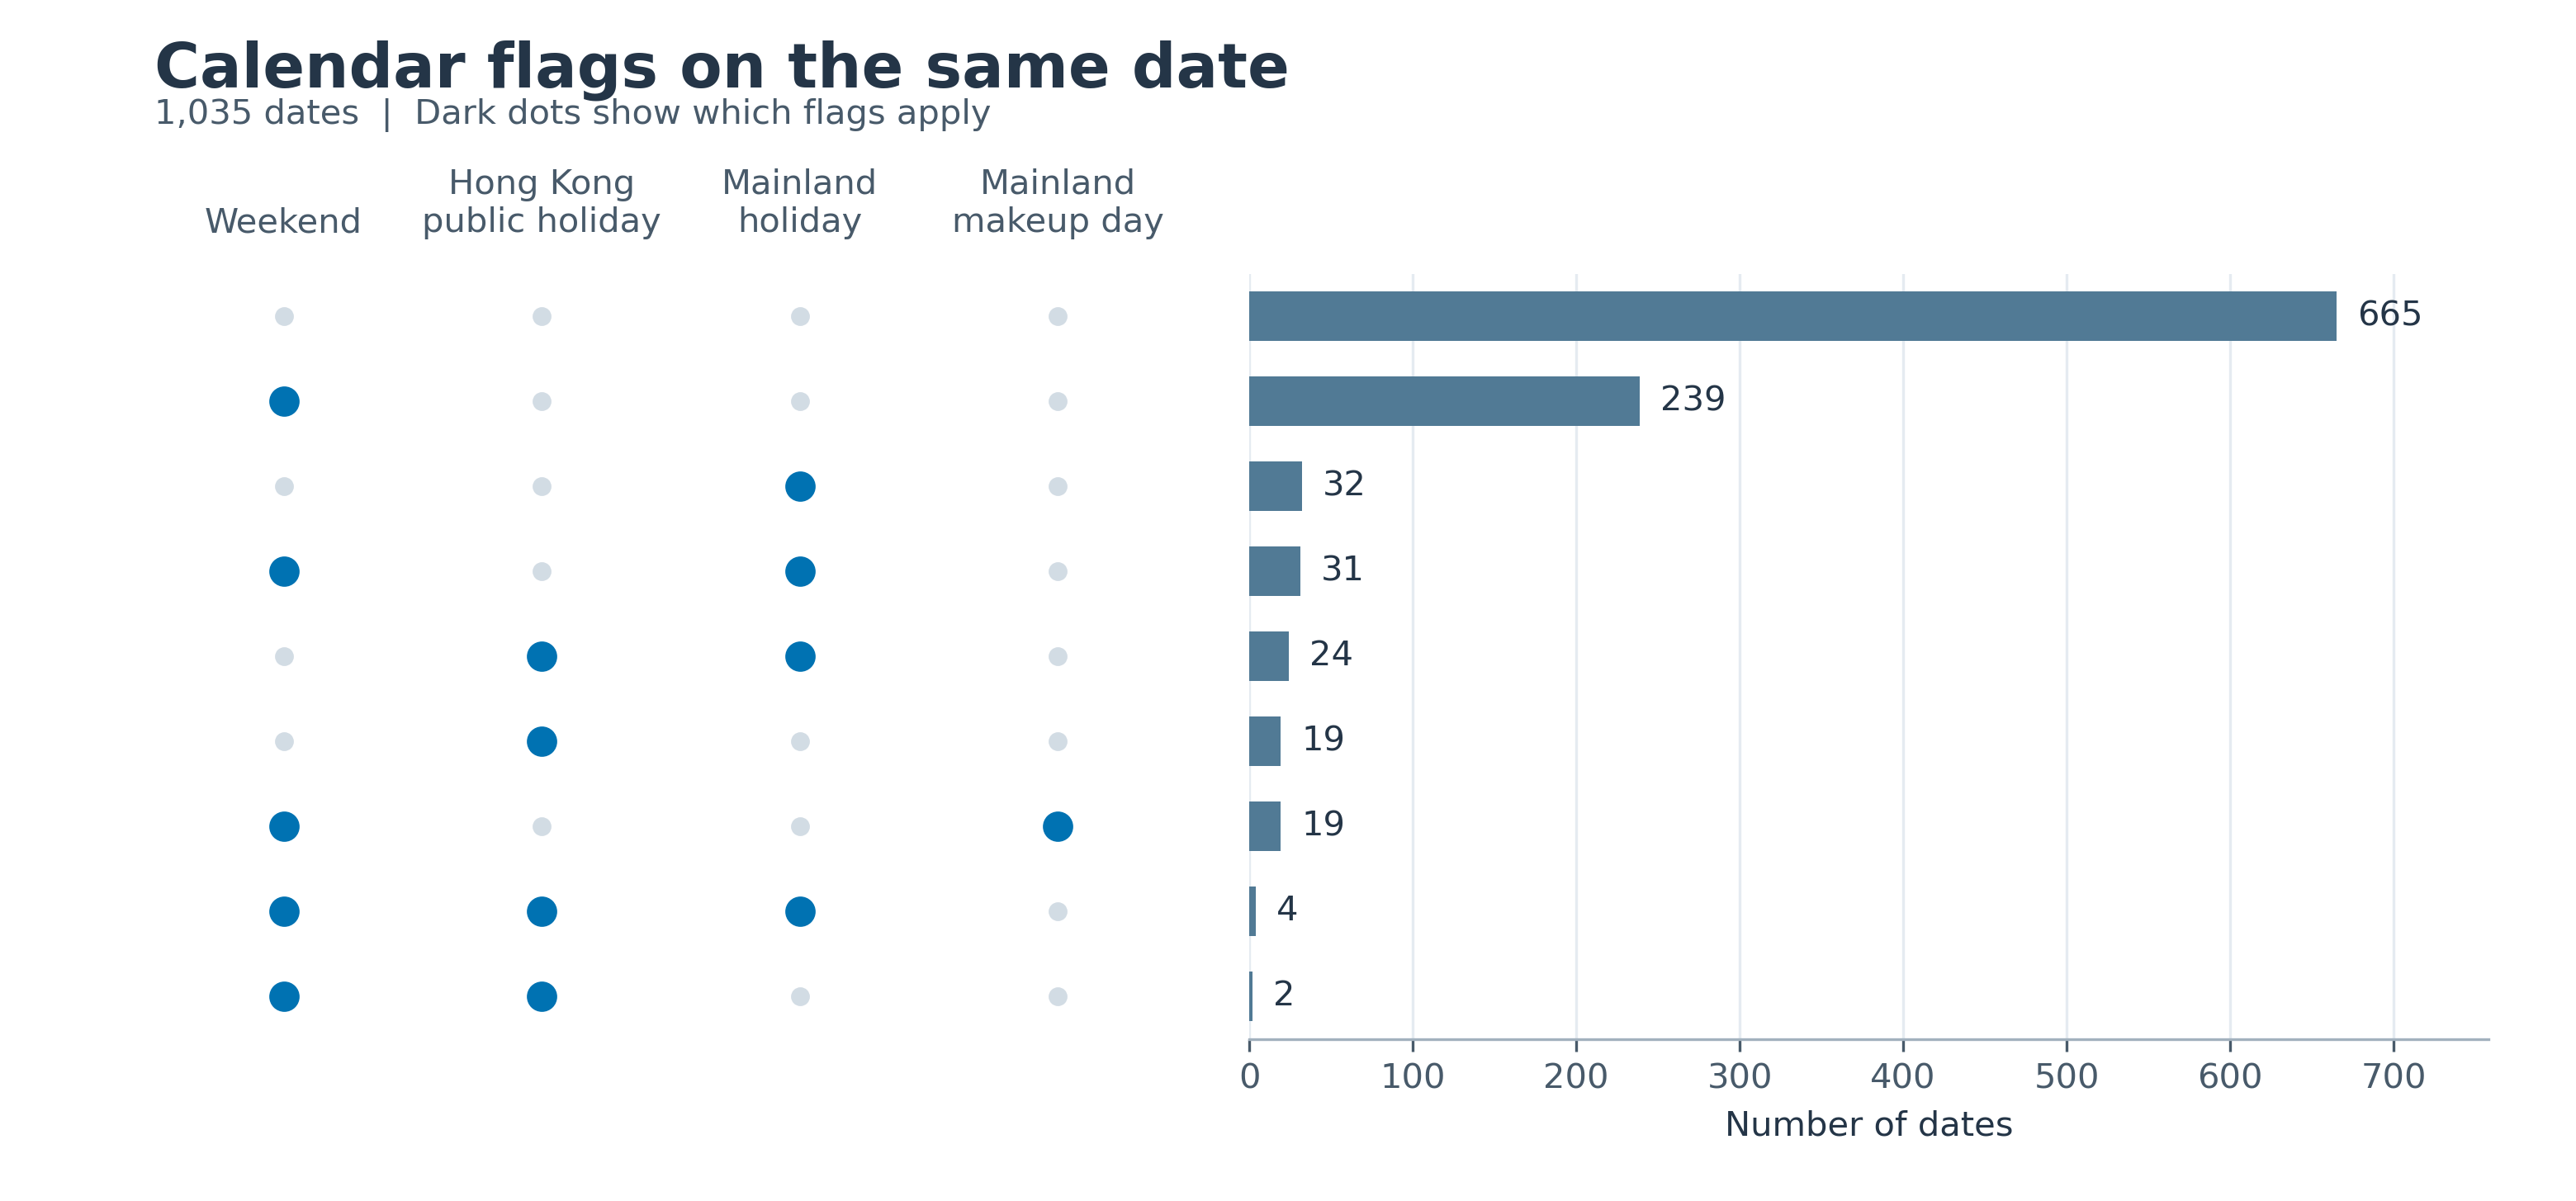 Calendar flags on the same date
1,035 dates | Dark dots show which flags apply
Weekend
Hong Kong
public holiday
Mainland
holiday
Mainland
makeup day
665
239
32
31
24
19
19
4
2
0 100 200 300 400 500 600 700
Number of dates